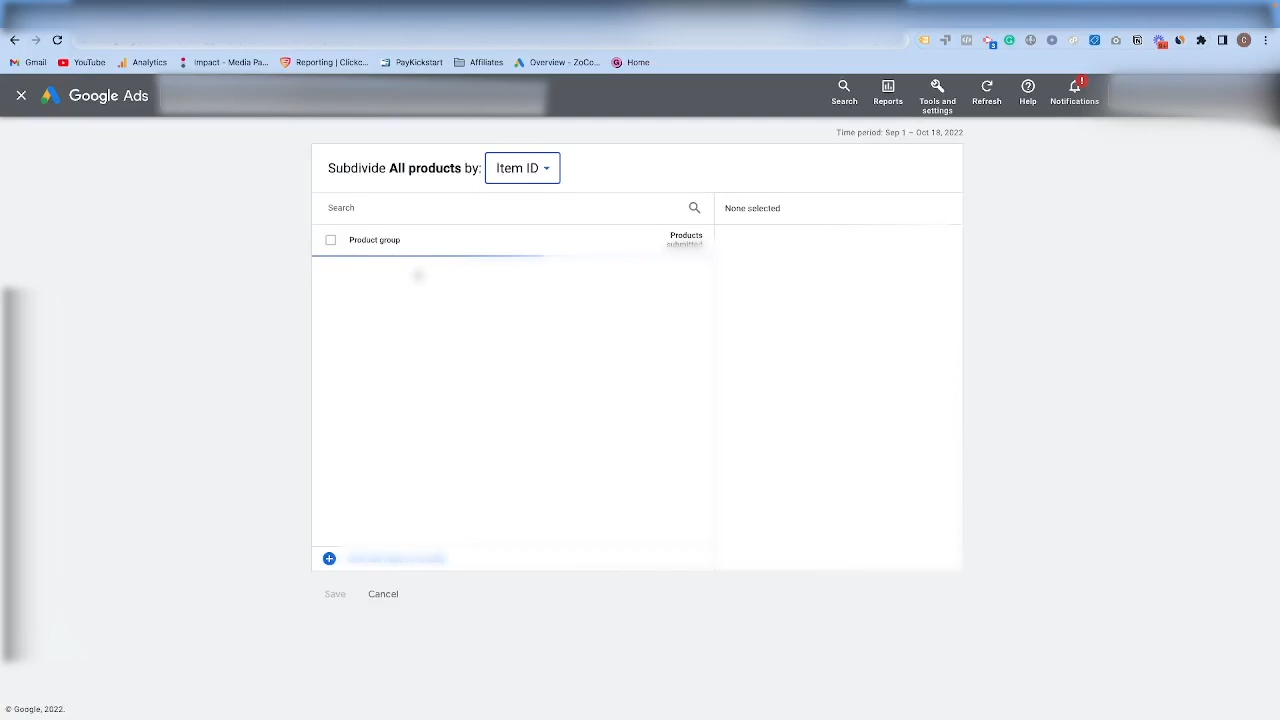 Gmail YouTube Analytics Impact - Media Pa... Reporting | Clickc... PayKickstart Affiliates Overview - ZoCo... Home
Google Ads
Search Reports Tools and settings Refresh Help Notifications
Time period: Sep 1 – Oct 18, 2022
Subdivide All products by: Item ID
Search
None selected
Product group
Products
submitted
Save Cancel
© Google, 2022.